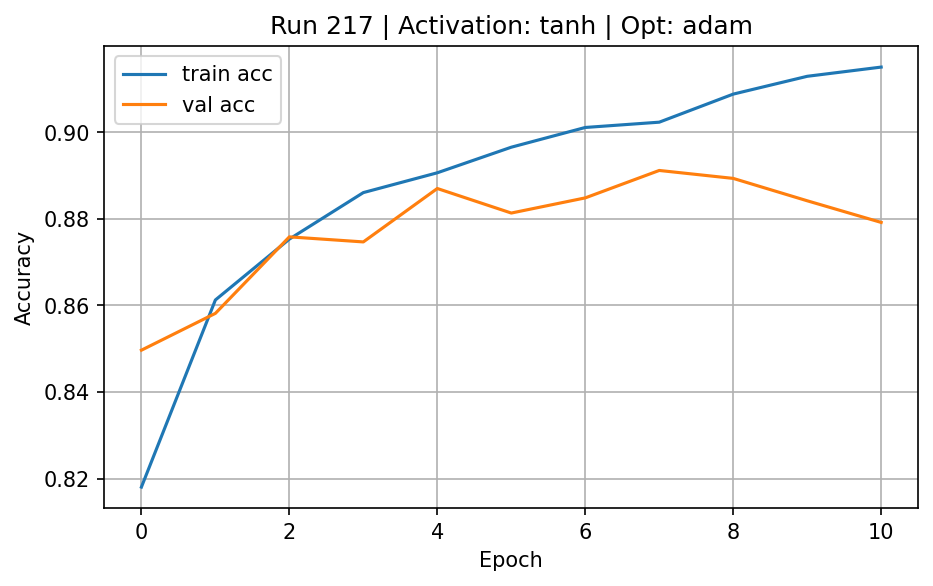 Run 217 | Activation: tanh | Opt: adam
train acc
val acc
0.90
0.88
0.86
0.84
0.82
Accuracy
0 2 4 6 8 10
Epoch